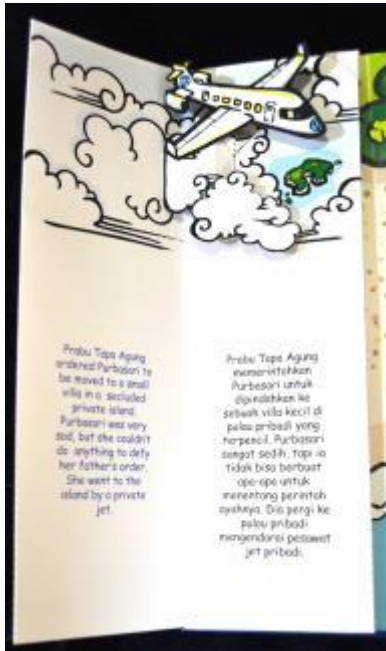 Prabu Tapa Agung
ordered Purbasari to
be moved to a small
villa in a secluded
private island.
Purbasari was very
sad, but she couldn't
do anything to defy
her father's order.
She went to the
island by a private
jet.
Prabu Tapa Agung
memerintahkan
Purbasari untuk
dipindahkan ke
sebuah villa kecil di
pulau pribadi yang
terpencil. Purbasari
sangat sedih, tapi ia
tidak bisa berbuat
apa-apa untuk
menentang perintah
ayahnya. Dia pergi ke
pulau pribadi
mengendarai pesawat
jet pribadi.